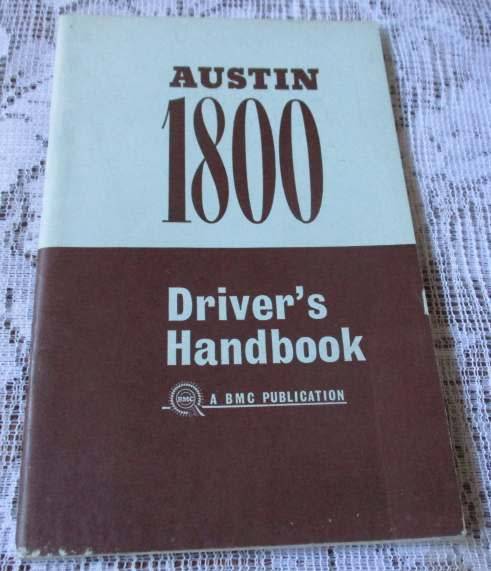 AUSTIN
1800
Driver's
Handbook
BMC
A BMC PUBLICATION